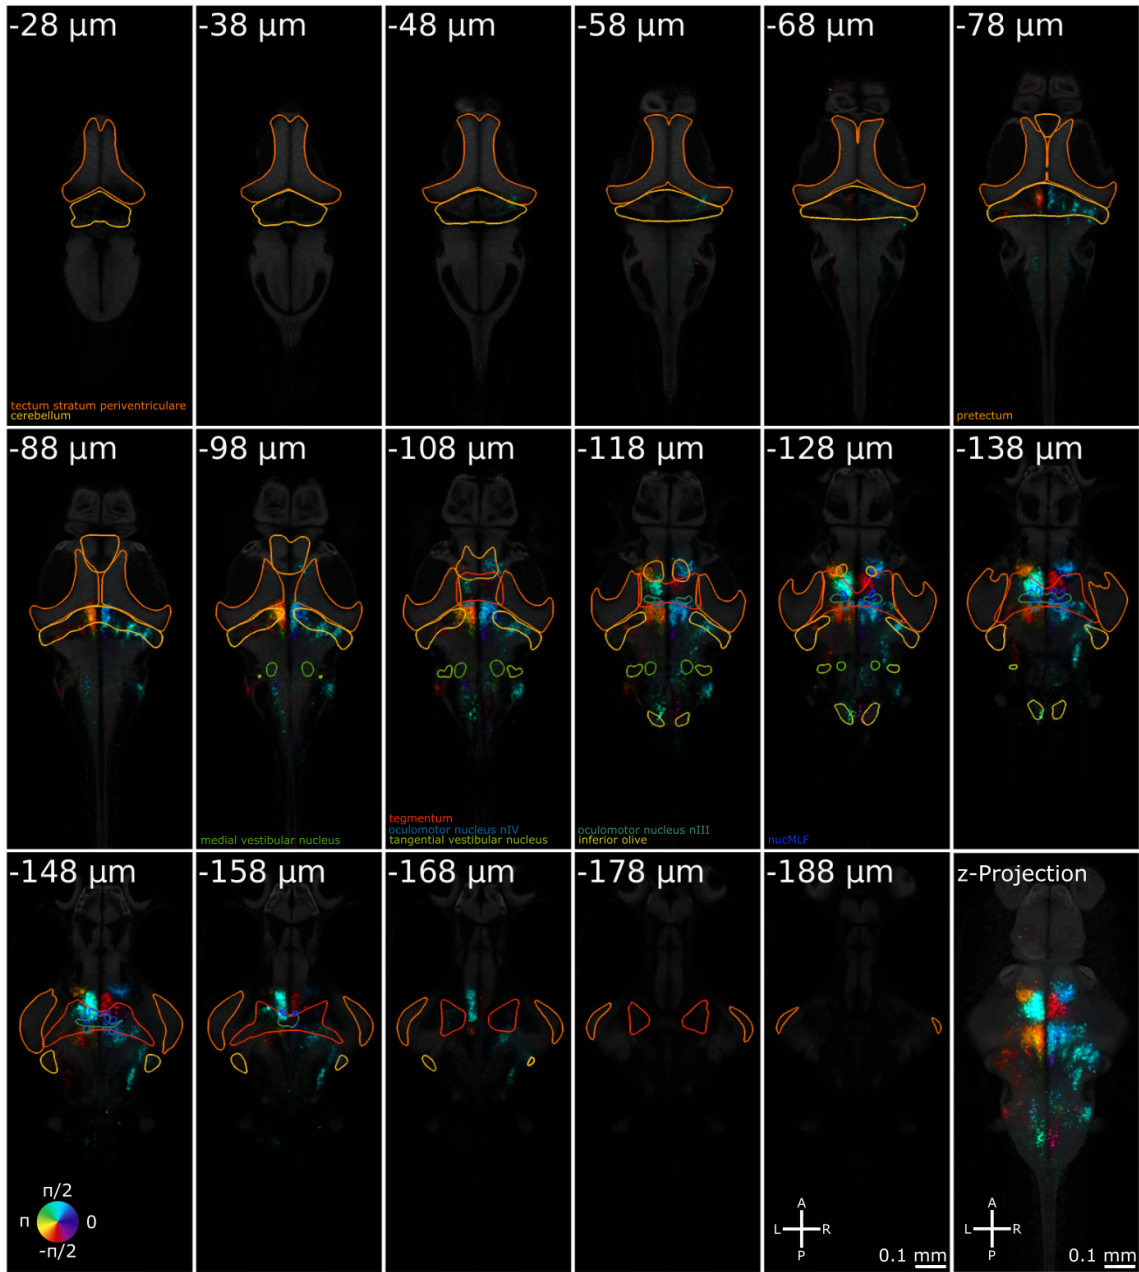 -28 µm
-38 µm
-48 µm
-58 µm
-68 µm
-78 µm
tectum stratum periventriculare
cerebellum
pretectum
-88 µm
-98 µm
-108 µm
-118 µm
-128 µm
-138 µm
medial vestibular nucleus
tegmentum
oculomotor nucleus nIV
tangential vestibular nucleus
oculomotor nucleus nIII
inferior olive
nucMLF
-148 µm
-158 µm
-168 µm
-178 µm
-188 µm
z-Projection
π/2
π 0
-π/2
A
L R
P
0.1 mm
A
L R
P
0.1 mm